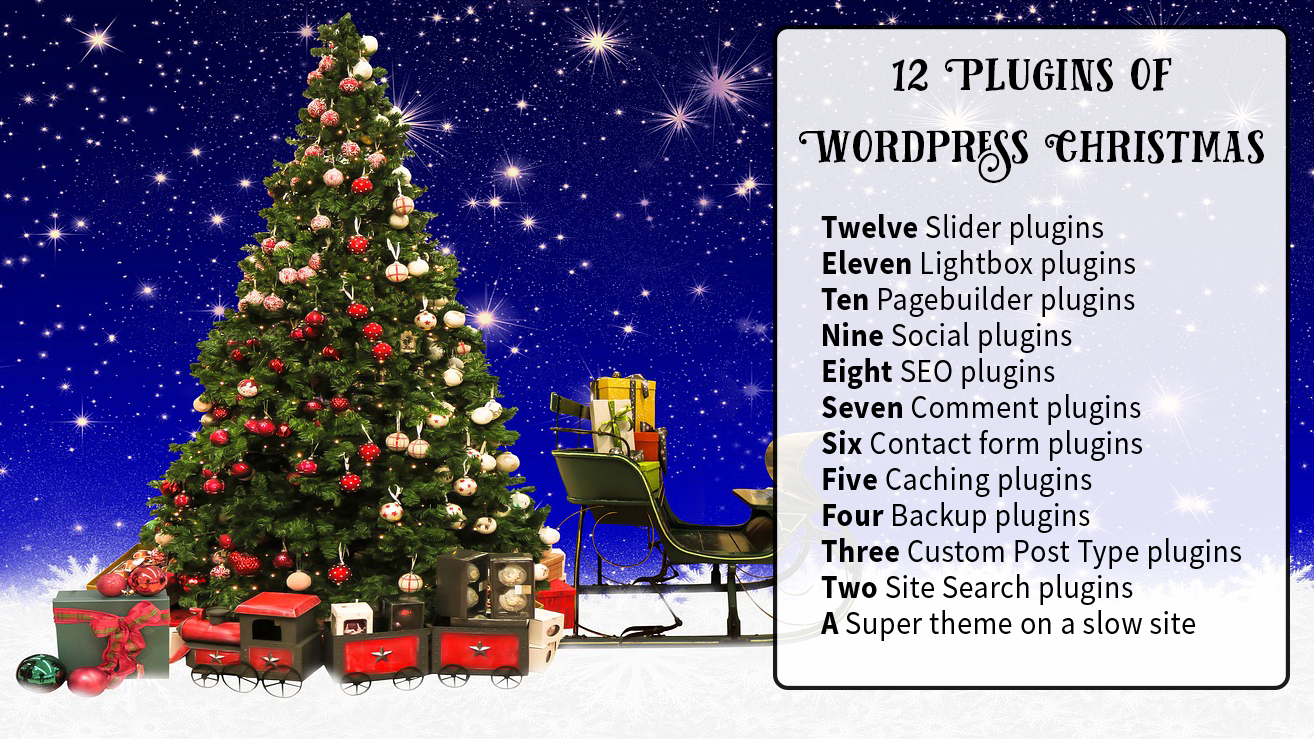 12 Plugins of
WordPress Christmas
Twelve Slider plugins
Eleven Lightbox plugins
Ten Pagebuilder plugins
Nine Social plugins
Eight SEO plugins
Seven Comment plugins
Six Contact form plugins
Five Caching plugins
Four Backup plugins
Three Custom Post Type plugins
Two Site Search plugins
A Super theme on a slow site